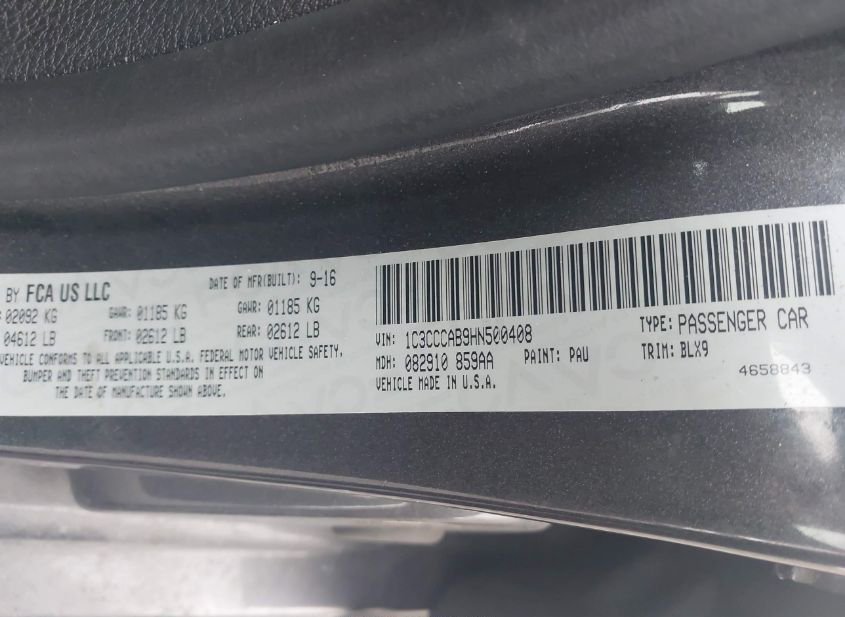 BY FCA US LLC DATE OF MFR(BUILT): 9-16
: 02092 KG GAWR: 01185 KG GAWR: 01185 KG
04612 LB FRONT: 02612 LB REAR: 02612 LB
VEHICLE CONFORMS TO ALL APPLICABLE U.S.A. FEDERAL MOTOR VEHICLE SAFETY,
BUMPER AND THEFT PREVENTION STANDARDS IN EFFECT ON
THE DATE OF MANUFACTURE SHOWN ABOVE.
VIN: 1C3CCCAB9HN500408 TYPE: PASSENGER CAR
MDH: 082910 859AA PAINT: PAU TRIM: BLX9
VEHICLE MADE IN U.S.A. 4658843